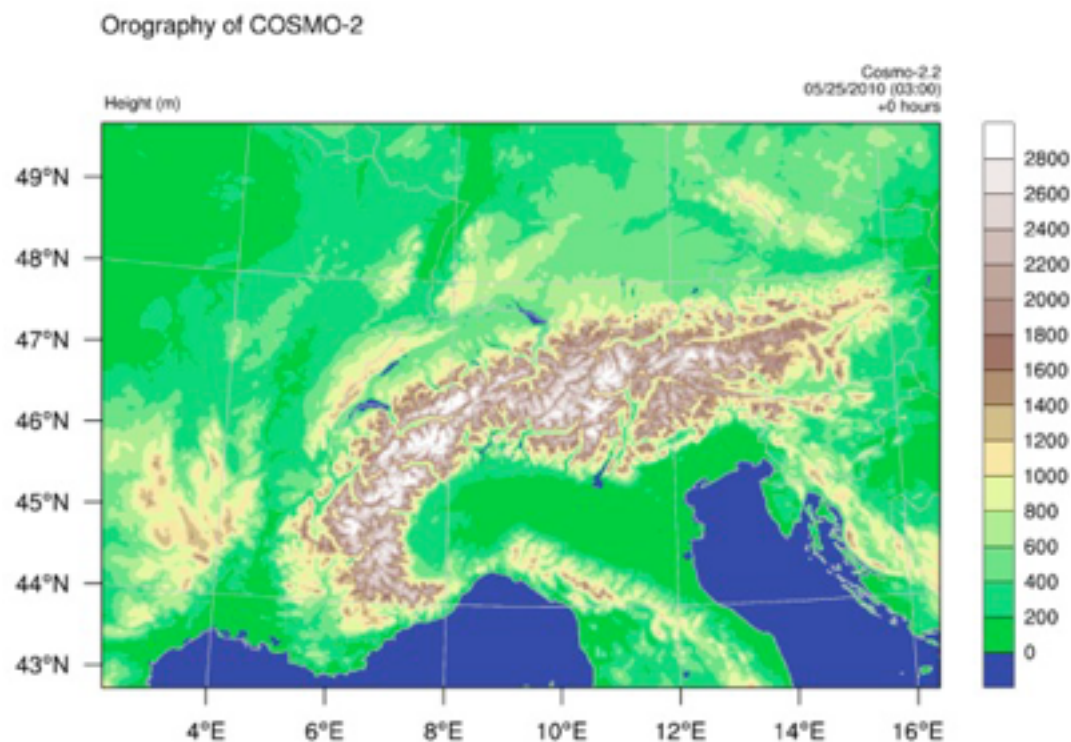 Orography of COSMO-2
Cosmo-2.2
05/25/2010 (03:00)
+0 hours
Height (m)
49°N
48°N
47°N
46°N
45°N
44°N
43°N
4°E
6°E
8°E
10°E
12°E
14°E
16°E
2800
2600
2400
2200
2000
1800
1600
1400
1200
1000
800
600
400
200
0